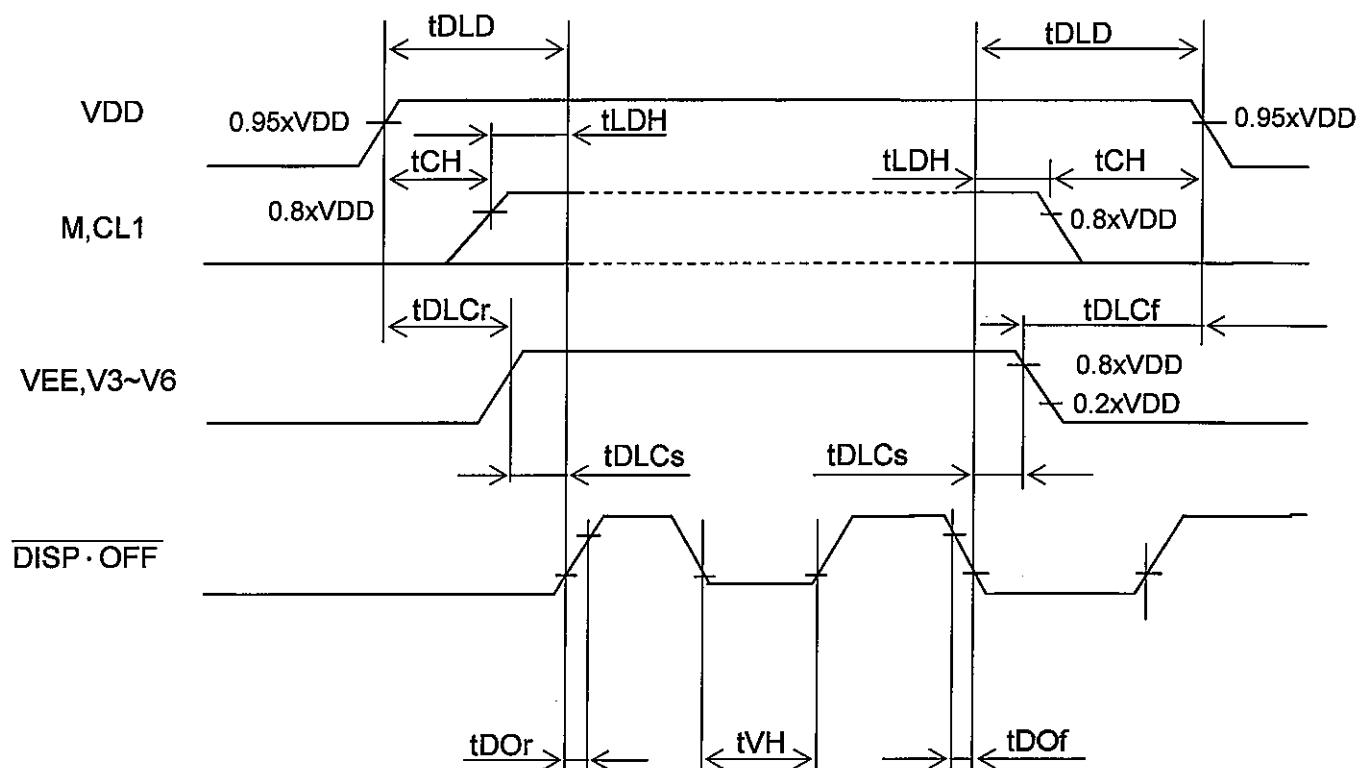 tDLD
tDLD
VDD
0.95xVDD
tLDH
0.95xVDD
tCH
tLDH
tCH
M,CL1
0.8xVDD
0.8xVDD
tDLCr
tDLCf
VEE,V3~V6
0.8xVDD
0.2xVDD
tDLCs
tDLCs
DISP·OFF
tDOr
tVH
tDOf